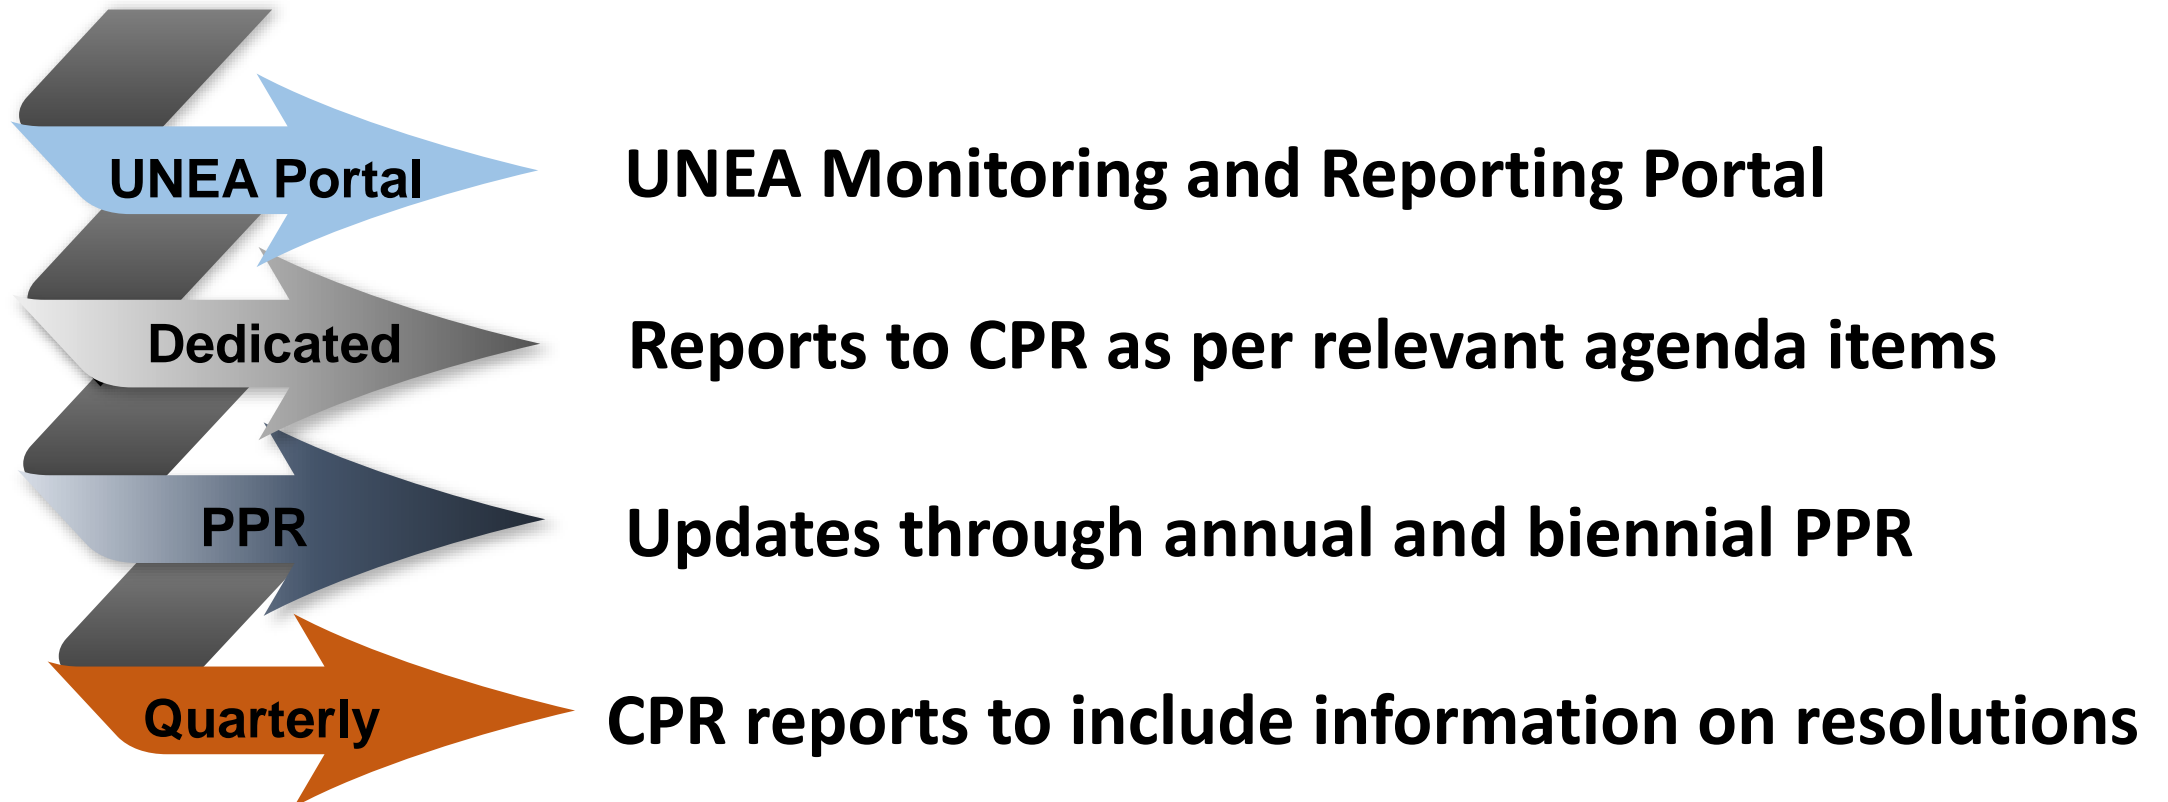 UNEA Portal
UNEA Monitoring and Reporting Portal
Dedicated
Reports to CPR as per relevant agenda items
PPR
Updates through annual and biennial PPR
Quarterly
CPR reports to include information on resolutions